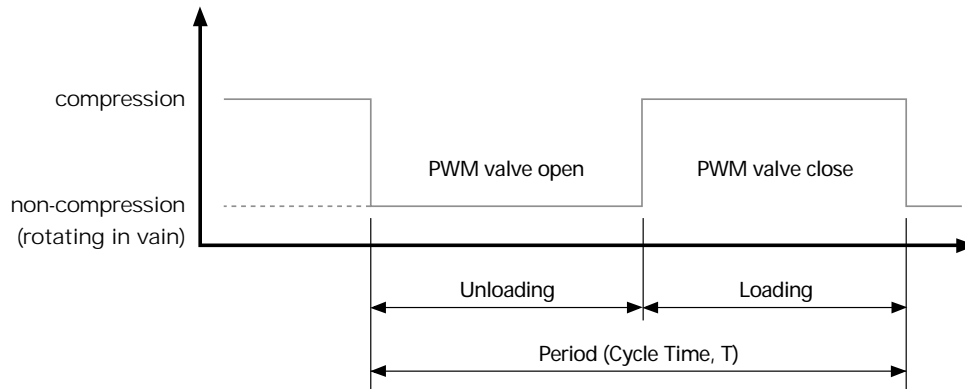 compression
PWM valve open
PWM valve close
non-compression
(rotating in vain)
Unloading
Loading
Period (Cycle Time, T)